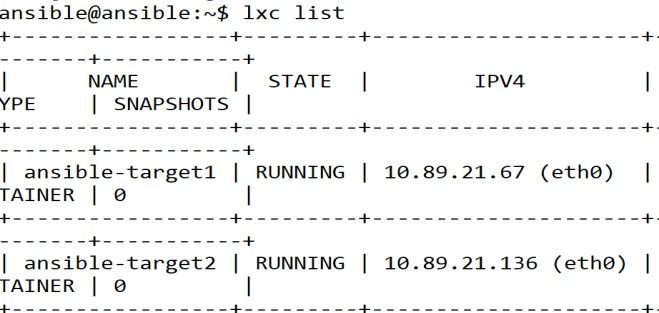 ansible@ansible:~$ lxc list
+-----------------+---------+----------------------+-
-------+-----------+
|      NAME       |  STATE  |         IPV4         |
YPE    | SNAPSHOTS |
+-----------------+---------+----------------------+-
-------+-----------+
| ansible-target1 | RUNNING | 10.89.21.67 (eth0)  |
TAINER | 0         |
+-----------------+---------+----------------------+-
-------+-----------+
| ansible-target2 | RUNNING | 10.89.21.136 (eth0) |
TAINER | 0         |
+-----------------+---------+----------------------+-